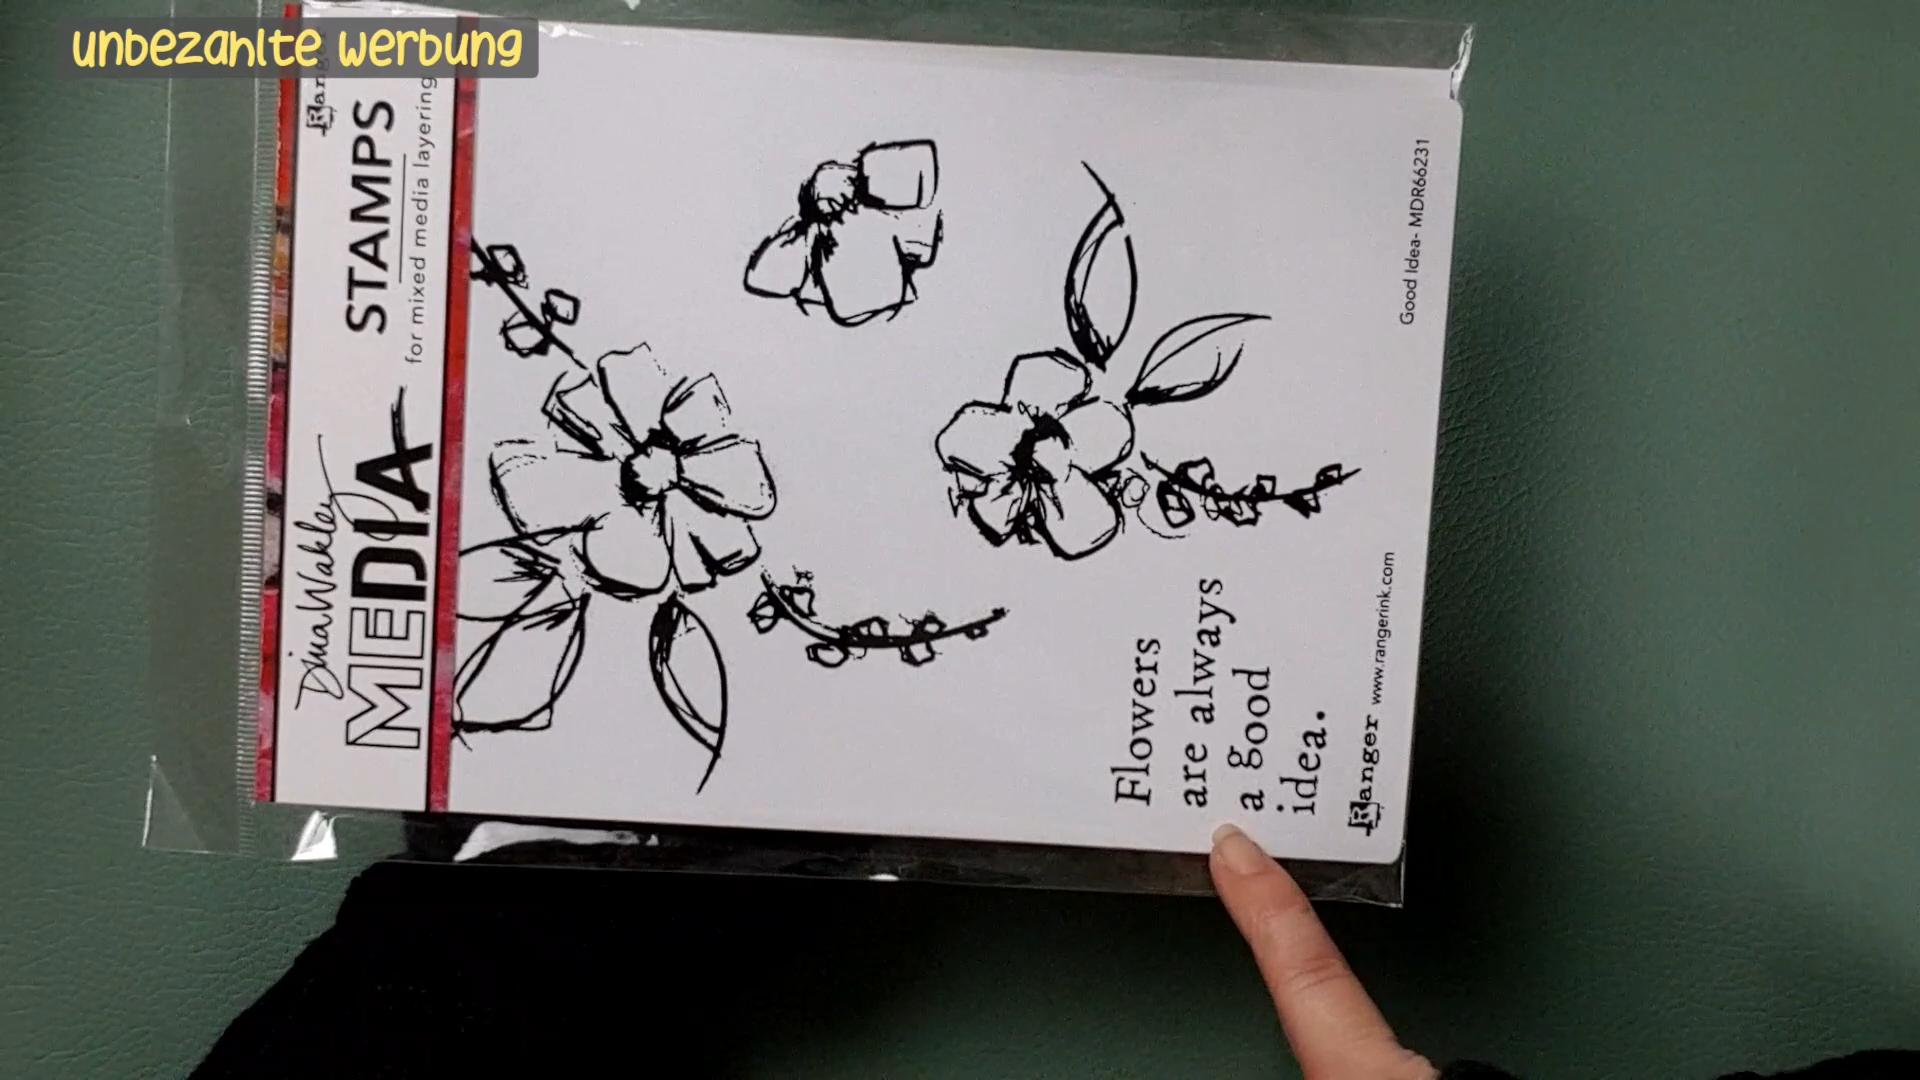 unbezahlte werbung
Ranger
Dina Wakley
MEDIA
STAMPS
for mixed media layering
Flowers
are always
a good
idea.
Ranger www.rangerink.com
Good Idea- MDR66231